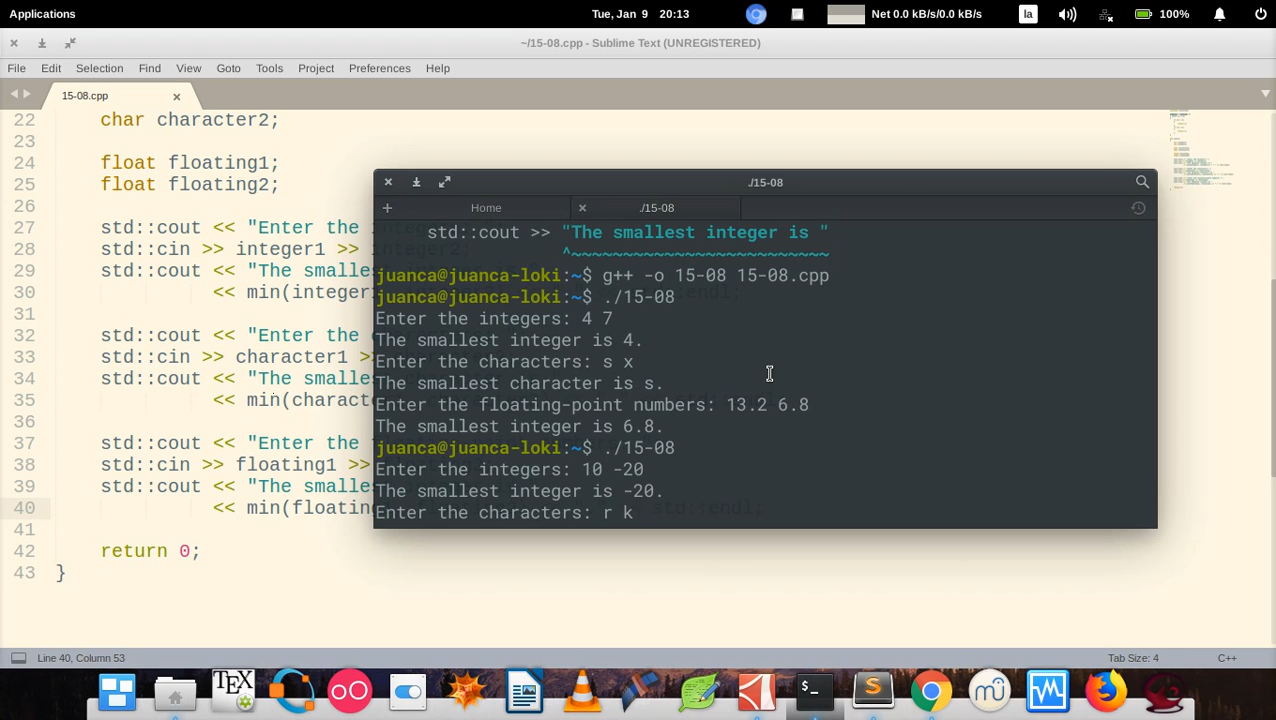 Applications
Tue, Jan 9 20:13
Net 0.0 kB/s/0.0 kB/s
la
100%
~/15-08.cpp - Sublime Text (UNREGISTERED)
File Edit Selection Find View Goto Tools Project Preferences Help
15-08.cpp
22 char character2;
23
24 float floating1;
25 float floating2;
26
27 std::cout << "Enter the
28 std::cin >> integer1 >> integer2;
29 std::cout << "The smalles
30 << min(integer
31
32 std::cout << "Enter the
33 std::cin >> character1 >
34 std::cout << "The smalles
35 << min(charact
36
37 std::cout << "Enter the
38 std::cin >> floating1 >>
39 std::cout << "The smalles
40 << min(floating std::endl;
41
42 return 0;
43 }
./15-08
Home
./15-08
std::cout >> "The smallest integer is "
^~~~~~~~~~~~~~~~~~~~~~~~~~
juanca@juanca-loki:~$ g++ -o 15-08 15-08.cpp
juanca@juanca-loki:~$ ./15-08
Enter the integers: 4 7
The smallest integer is 4.
Enter the characters: s x
The smallest character is s.
Enter the floating-point numbers: 13.2 6.8
The smallest integer is 6.8.
juanca@juanca-loki:~$ ./15-08
Enter the integers: 10 -20
The smallest integer is -20.
Enter the characters: r k
Line 40, Column 53
Tab Size: 4
C++
TEX
>_
S